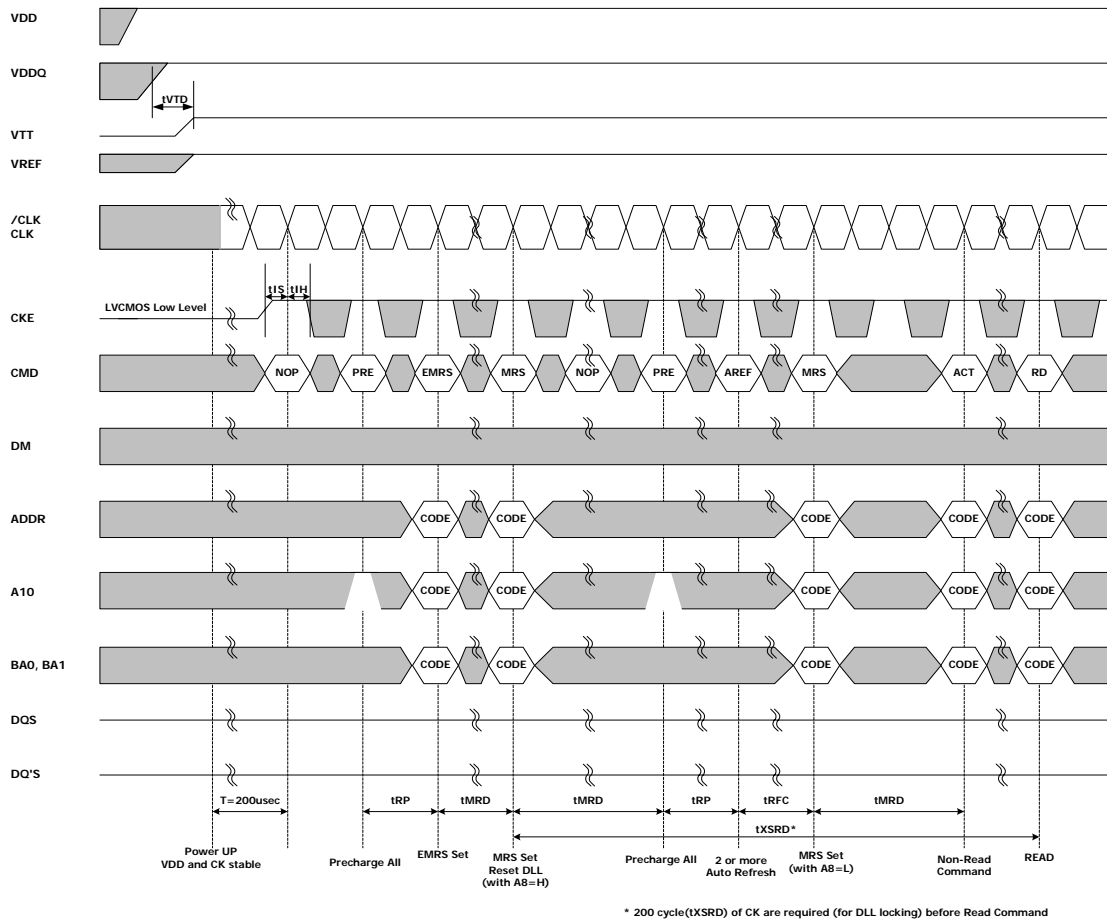 VDD
VDDQ
tVTD
VTT
VREF
/CLK
CLK
tIS tIH
CKE
LVCMOS Low Level
CMD NOP PRE EMRS MRS NOP PRE AREF MRS ACT RD
DM
ADDR CODE CODE CODE CODE CODE
A10 CODE CODE CODE CODE CODE
BA0, BA1 CODE CODE CODE CODE CODE
DQS
DQ'S
T=200usec tRP tMRD tMRD tRP tRFC tMRD
tXSRD*
Power UP
VDD and CK stable
Precharge All
EMRS Set
MRS Set
Reset DLL
(with A8=H)
Precharge All
2 or more
Auto Refresh
MRS Set
(with A8=L)
Non-Read
Command
READ
* 200 cycle(tXSRD) of CK are required (for DLL locking) before Read Command